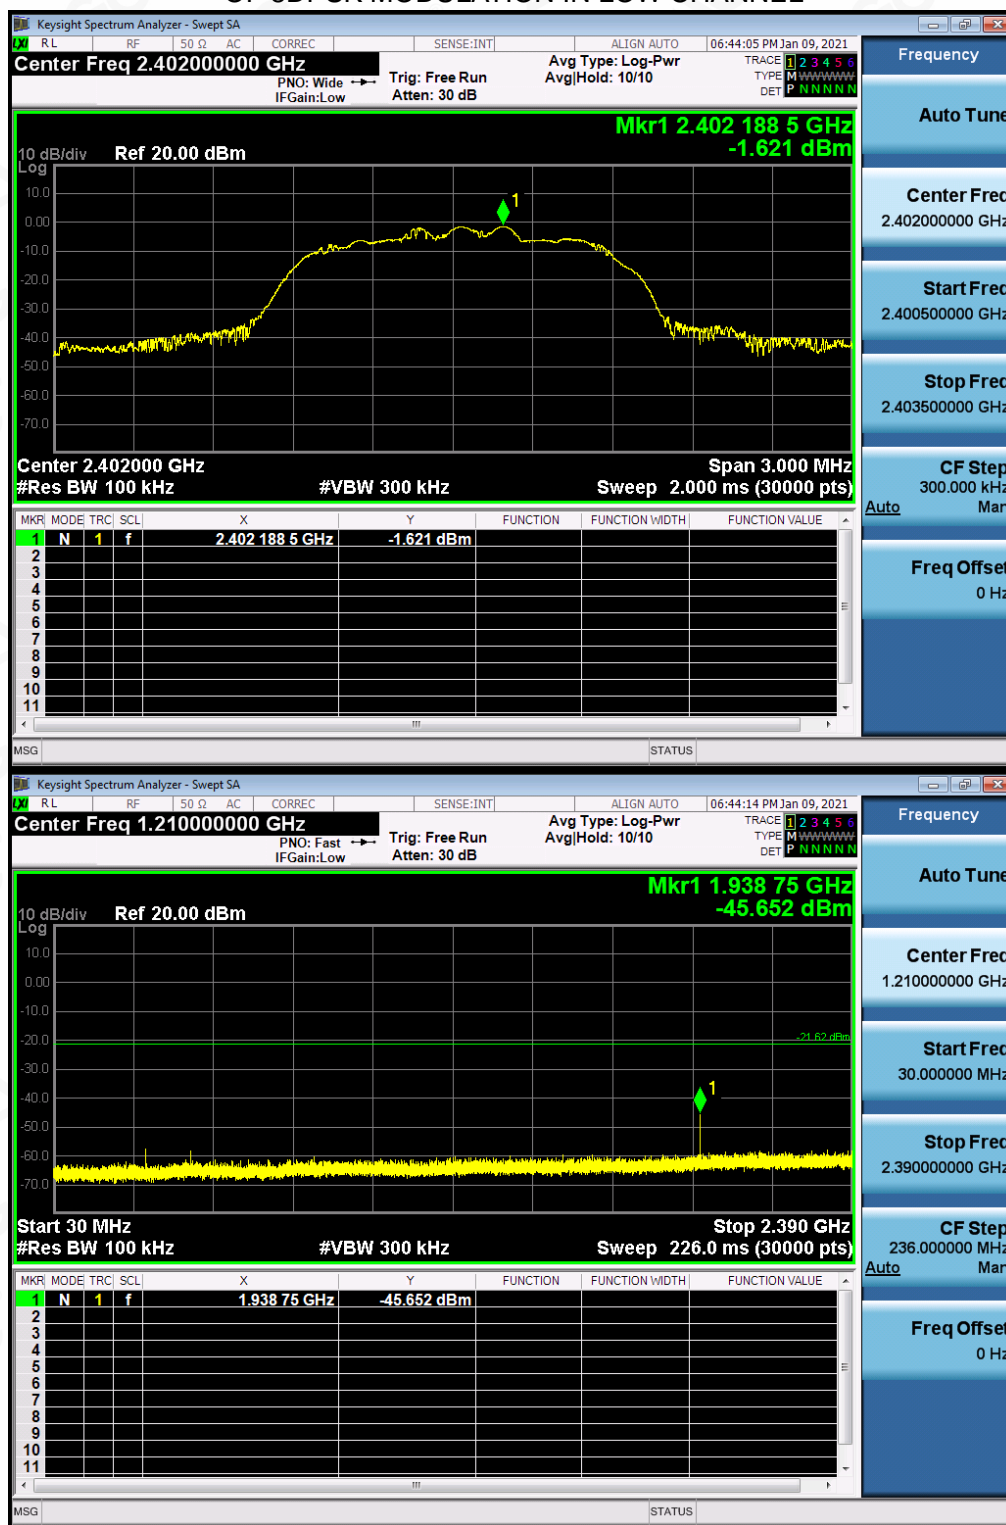 Keysight Spectrum Analyzer - Swept SA
LXI RL RF 50 Ω AC CORREC SENSE:INT ALIGN AUTO 06:44:05 PM Jan 09, 2021
Center Freq 2.402000000 GHz
PNO: Wide
IFGain:Low
Trig: Free Run
Atten: 30 dB
Avg Type: Log-Pwr
Avg|Hold: 10/10
TRACE 1 2 3 4 5 6
TYPE M WWWWW
DET P N N N N N
Mkr1 2.402 188 5 GHz
-1.621 dBm
10 dB/div Ref 20.00 dBm
Log
10.0
0.00
-10.0
-20.0
-30.0
-40.0
-50.0
-60.0
-70.0
1
Center 2.402000 GHz Span 3.000 MHz
#Res BW 100 kHz #VBW 300 kHz Sweep 2.000 ms (30000 pts)
MKR MODE TRC SCL X Y FUNCTION FUNCTION WIDTH FUNCTION VALUE
1 N 1 f 2.402 188 5 GHz -1.621 dBm
2
3
4
5
6
7
8
9
10
11
MSG STATUS
Frequency
Auto Tune
Center Freq
2.402000000 GHz
Start Freq
2.400500000 GHz
Stop Freq
2.403500000 GHz
CF Step
300.000 kHz
Auto Man
Freq Offset
0 Hz
Keysight Spectrum Analyzer - Swept SA
LXI RL RF 50 Ω AC CORREC SENSE:INT ALIGN AUTO 06:44:14 PM Jan 09, 2021
Center Freq 1.210000000 GHz
PNO: Fast
IFGain:Low
Trig: Free Run
Atten: 30 dB
Avg Type: Log-Pwr
Avg|Hold: 10/10
TRACE 1 2 3 4 5 6
TYPE M WWWWW
DET P N N N N N
Mkr1 1.938 75 GHz
-45.652 dBm
10 dB/div Ref 20.00 dBm
Log
10.0
0.00
-10.0
-20.0
-30.0
-40.0
-50.0
-60.0
-70.0
-21.62 dBm
1
Start 30 MHz Stop 2.390 GHz
#Res BW 100 kHz #VBW 300 kHz Sweep 226.0 ms (30000 pts)
MKR MODE TRC SCL X Y FUNCTION FUNCTION WIDTH FUNCTION VALUE
1 N 1 f 1.938 75 GHz -45.652 dBm
2
3
4
5
6
7
8
9
10
11
MSG STATUS
Frequency
Auto Tune
Center Freq
1.210000000 GHz
Start Freq
30.000000 MHz
Stop Freq
2.390000000 GHz
CF Step
236.000000 MHz
Auto Man
Freq Offset
0 Hz